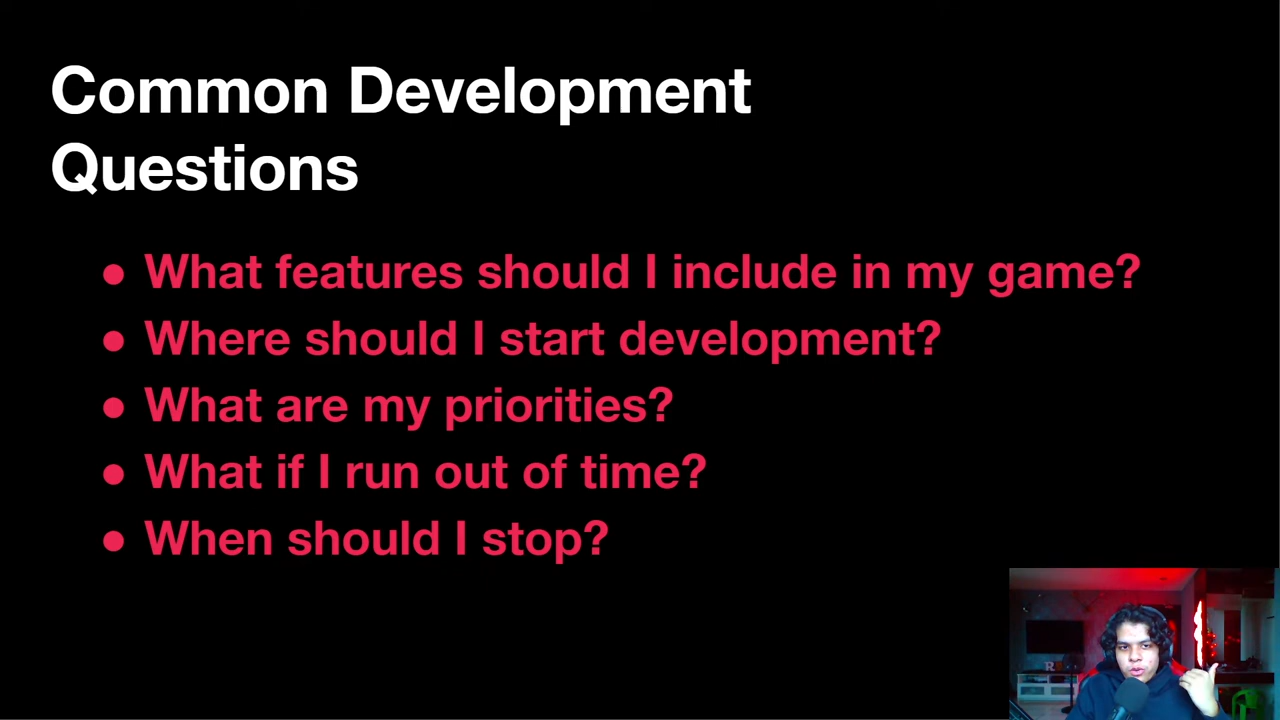 Common Development
Questions
● What features should I include in my game?
● Where should I start development?
● What are my priorities?
● What if I run out of time?
● When should I stop?